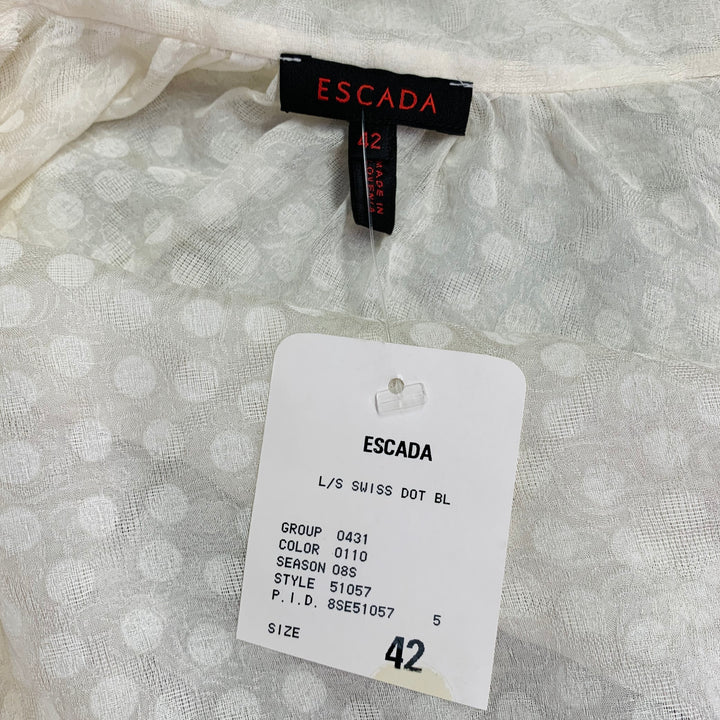 ESCADA
42
MADE IN
ESCADA
L/S SWISS DOT BL
GROUP 0431
COLOR 0110
SEASON 08S
STYLE 51057
P.I.D. 8SE51057 5
SIZE 42